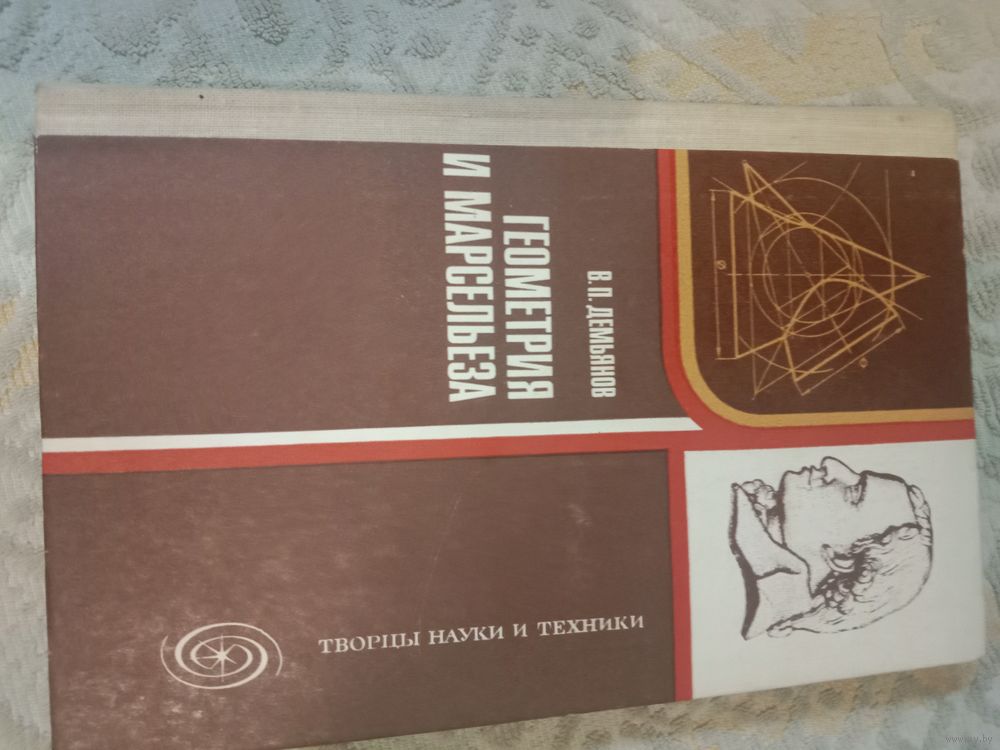 В. П. ДЕМЬЯНОВ
ГЕОМЕТРИЯ
И МАРСЕЛЬЕЗА
ТВОРЦЫ НАУКИ И ТЕХНИКИ